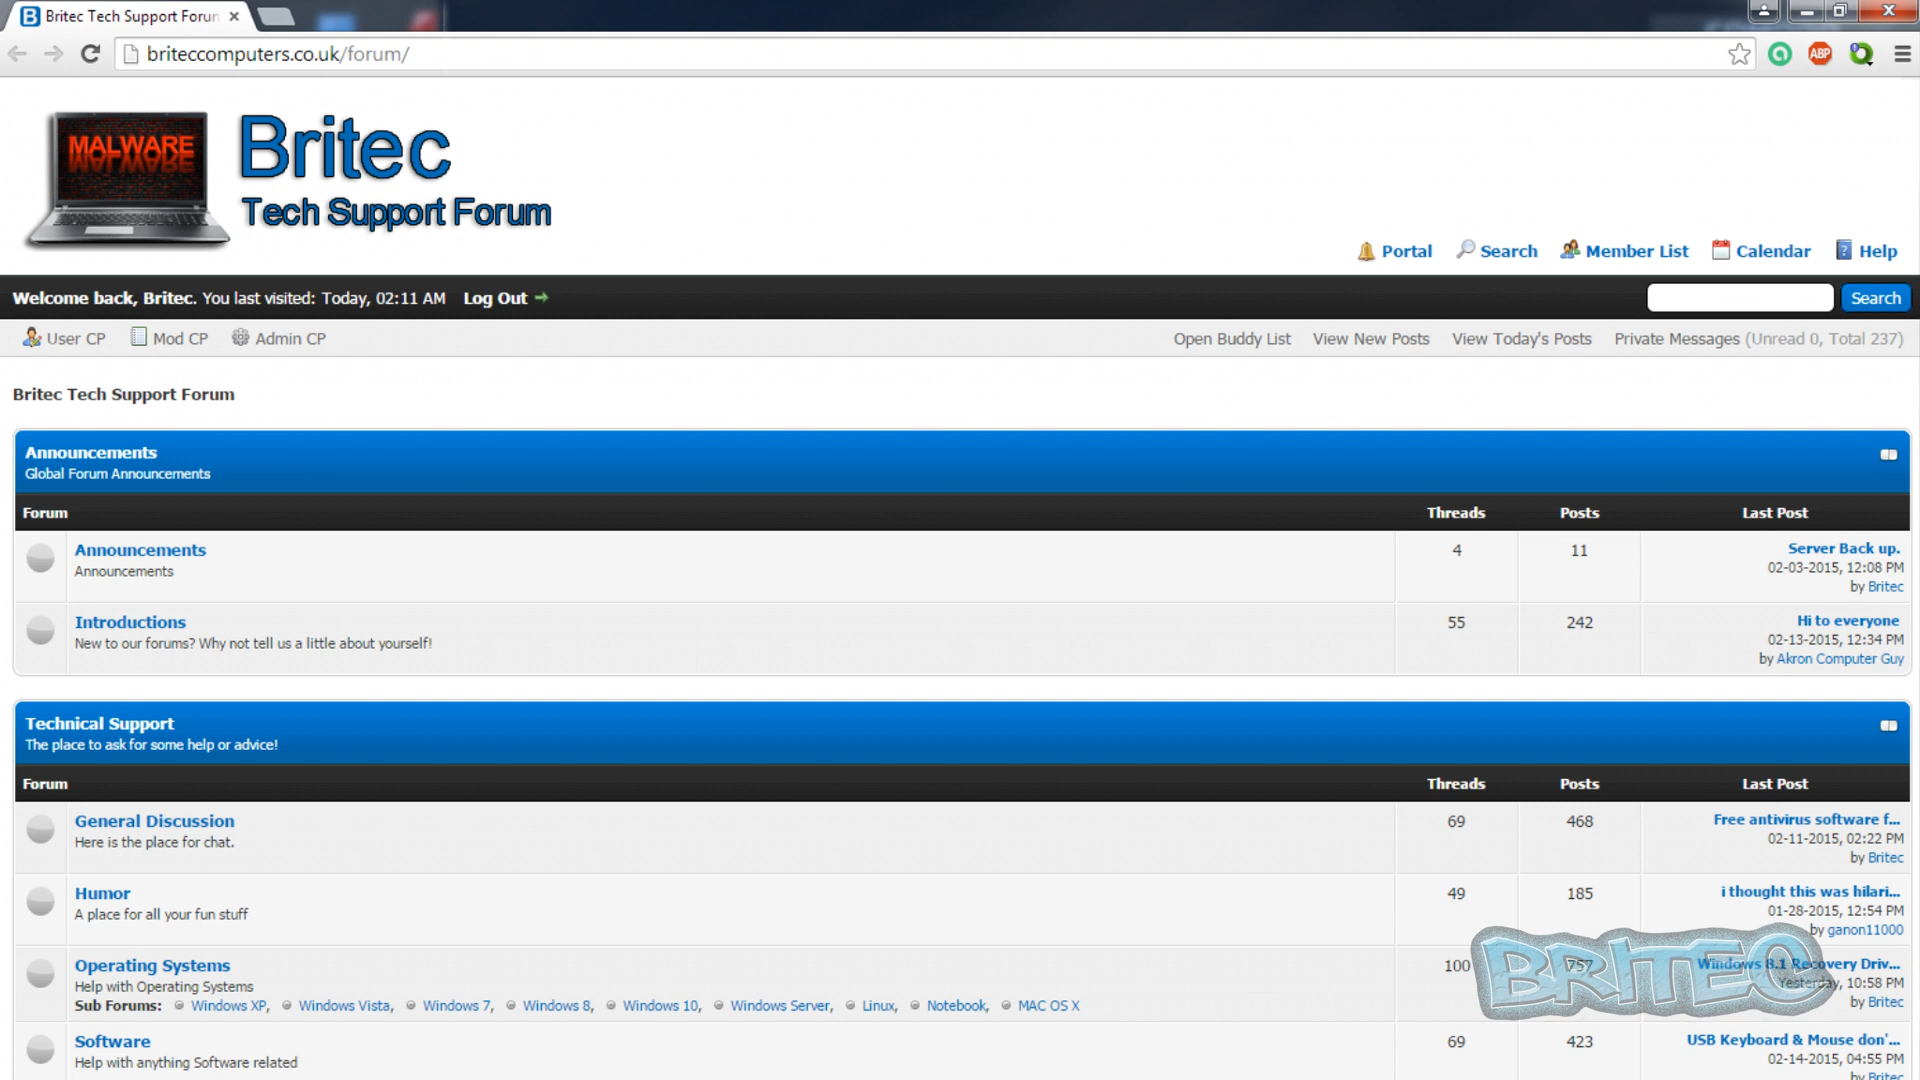 Britec Tech Support Forun
briteccomputers.co.uk/forum/
ABP
MALWARE
Britec
Tech Support Forum
Portal Search Member List Calendar Help
Welcome back, Britec. You last visited: Today, 02:11 AM Log Out
Search
User CP Mod CP Admin CP
Open Buddy List View New Posts View Today's Posts Private Messages (Unread 0, Total 237)
Britec Tech Support Forum
Announcements
Global Forum Announcements
Forum Threads Posts Last Post
Announcements 4 11 Server Back up.
Announcements 02-03-2015, 12:08 PM
by Britec
Introductions 55 242 Hi to everyone
New to our forums? Why not tell us a little about yourself! 02-13-2015, 12:34 PM
by Akron Computer Guy
Technical Support
The place to ask for some help or advice!
Forum Threads Posts Last Post
General Discussion 69 468 Free antivirus software f...
Here is the place for chat. 02-11-2015, 02:22 PM
by Britec
Humor 49 185 i thought this was hilari...
A place for all your fun stuff 01-28-2015, 12:54 PM
by ganon11000
Operating Systems 100 757 Windows 8.1 Recovery Driv...
Help with Operating Systems Yesterday, 10:58 PM
Sub Forums: Windows XP, Windows Vista, Windows 7, Windows 8, Windows 10, Windows Server, Linux, Notebook, MAC OS X by Britec
BRITEC
Software 69 423 USB Keyboard & Mouse don'...
Help with anything Software related 02-14-2015, 04:55 PM
by Britec